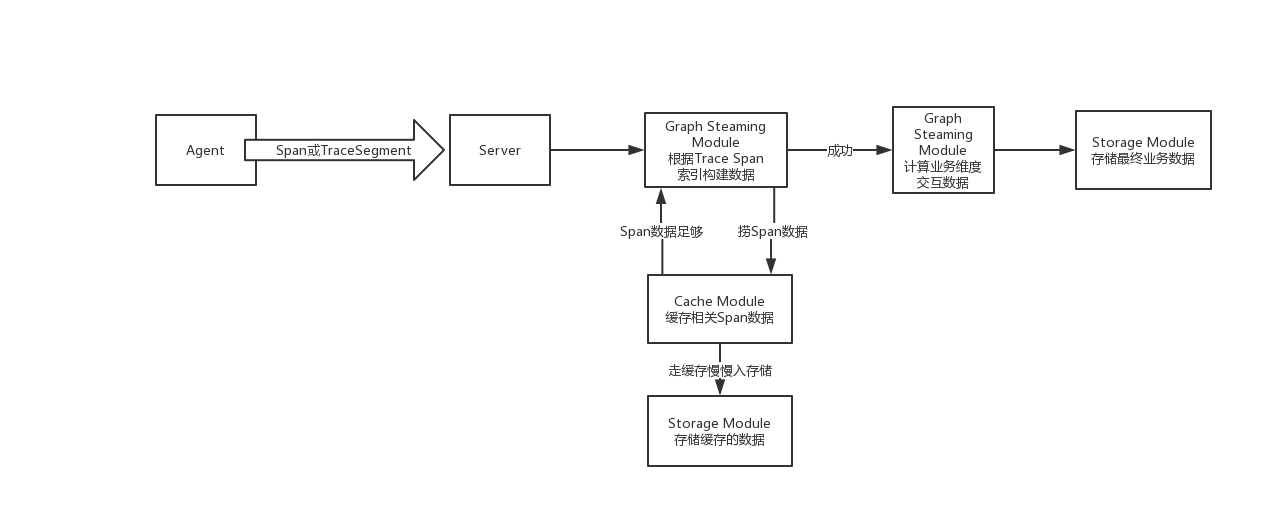 Agent
Span或TraceSegment
Server
Graph Steaming
Module
根据Trace Span
索引构建数据
成功
Graph
Steaming
Module
计算业务维度
交互数据
Storage Module
存储最终业务数据
Span数据足够
捞Span数据
Cache Module
缓存相关Span数据
走缓存慢慢入存储
Storage Module
存储缓存的数据